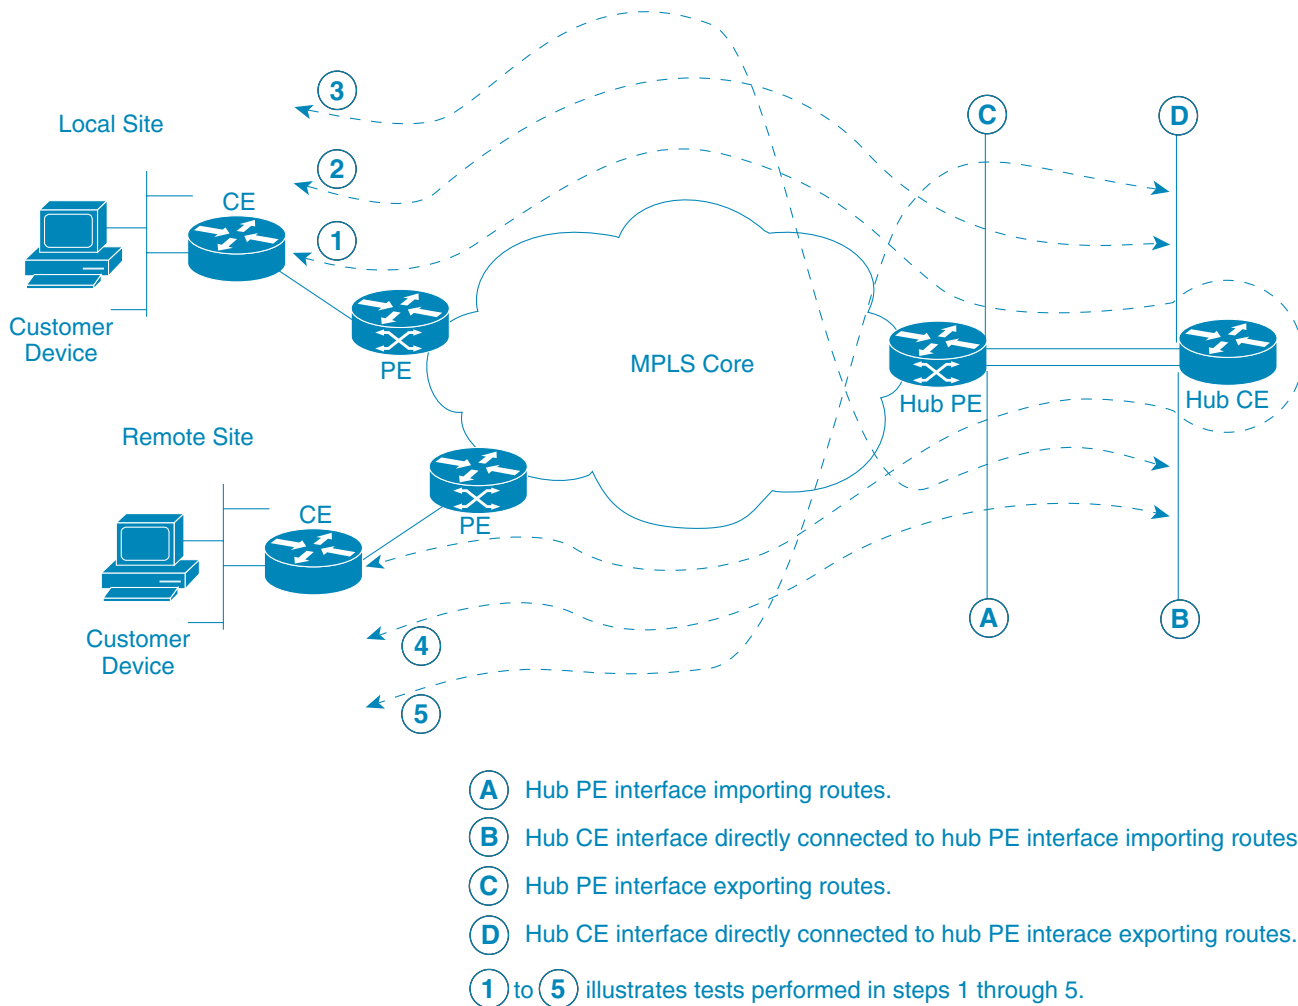 3
C
D
Local Site
2
CE
1
Customer
Device
PE
MPLS Core
Hub PE
Hub CE
Remote Site
CE
PE
4
A
B
Customer
Device
5
A Hub PE interface importing routes.
B Hub CE interface directly connected to hub PE interface importing routes
C Hub PE interface exporting routes.
D Hub CE interface directly connected to hub PE interace exporting routes.
1 to 5 illustrates tests performed in steps 1 through 5.